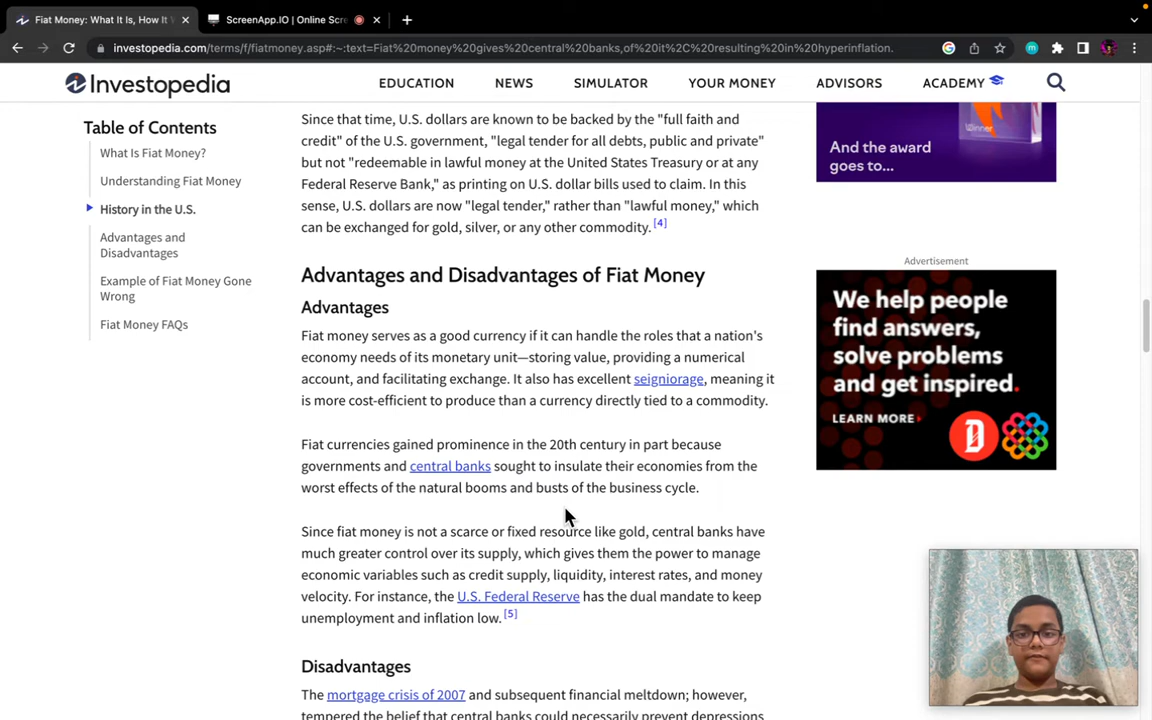 Fiat Money: What It Is, How It W
ScreenApp.IO | Online Scre
investopedia.com/terms/f/fiatmoney.asp#:~:text=Fiat%20money%20gives%20central%20banks,of%20it%2C%20resulting%20in%20hyperinflation.
Investopedia
EDUCATION NEWS SIMULATOR YOUR MONEY ADVISORS ACADEMY
Table of Contents
What Is Fiat Money?
Understanding Fiat Money
History in the U.S.
Advantages and
Disadvantages
Example of Fiat Money Gone
Wrong
Fiat Money FAQs
Since that time, U.S. dollars are known to be backed by the "full faith and
credit" of the U.S. government, "legal tender for all debts, public and private"
but not "redeemable in lawful money at the United States Treasury or at any
Federal Reserve Bank," as printing on U.S. dollar bills used to claim. In this
sense, U.S. dollars are now "legal tender," rather than "lawful money," which
can be exchanged for gold, silver, or any other commodity. [4]
Advantages and Disadvantages of Fiat Money
Advantages
Fiat money serves as a good currency if it can handle the roles that a nation's
economy needs of its monetary unit—storing value, providing a numerical
account, and facilitating exchange. It also has excellent seigniorage, meaning it
is more cost-efficient to produce than a currency directly tied to a commodity.
Fiat currencies gained prominence in the 20th century in part because
governments and central banks sought to insulate their economies from the
worst effects of the natural booms and busts of the business cycle.
Since fiat money is not a scarce or fixed resource like gold, central banks have
much greater control over its supply, which gives them the power to manage
economic variables such as credit supply, liquidity, interest rates, and money
velocity. For instance, the U.S. Federal Reserve has the dual mandate to keep
unemployment and inflation low. [5]
Disadvantages
The mortgage crisis of 2007 and subsequent financial meltdown; however,
tempered the belief that central banks could necessarily prevent depressions
Winner
And the award
goes to...
Advertisement
We help people
find answers,
solve problems
and get inspired.
LEARN MORE
D